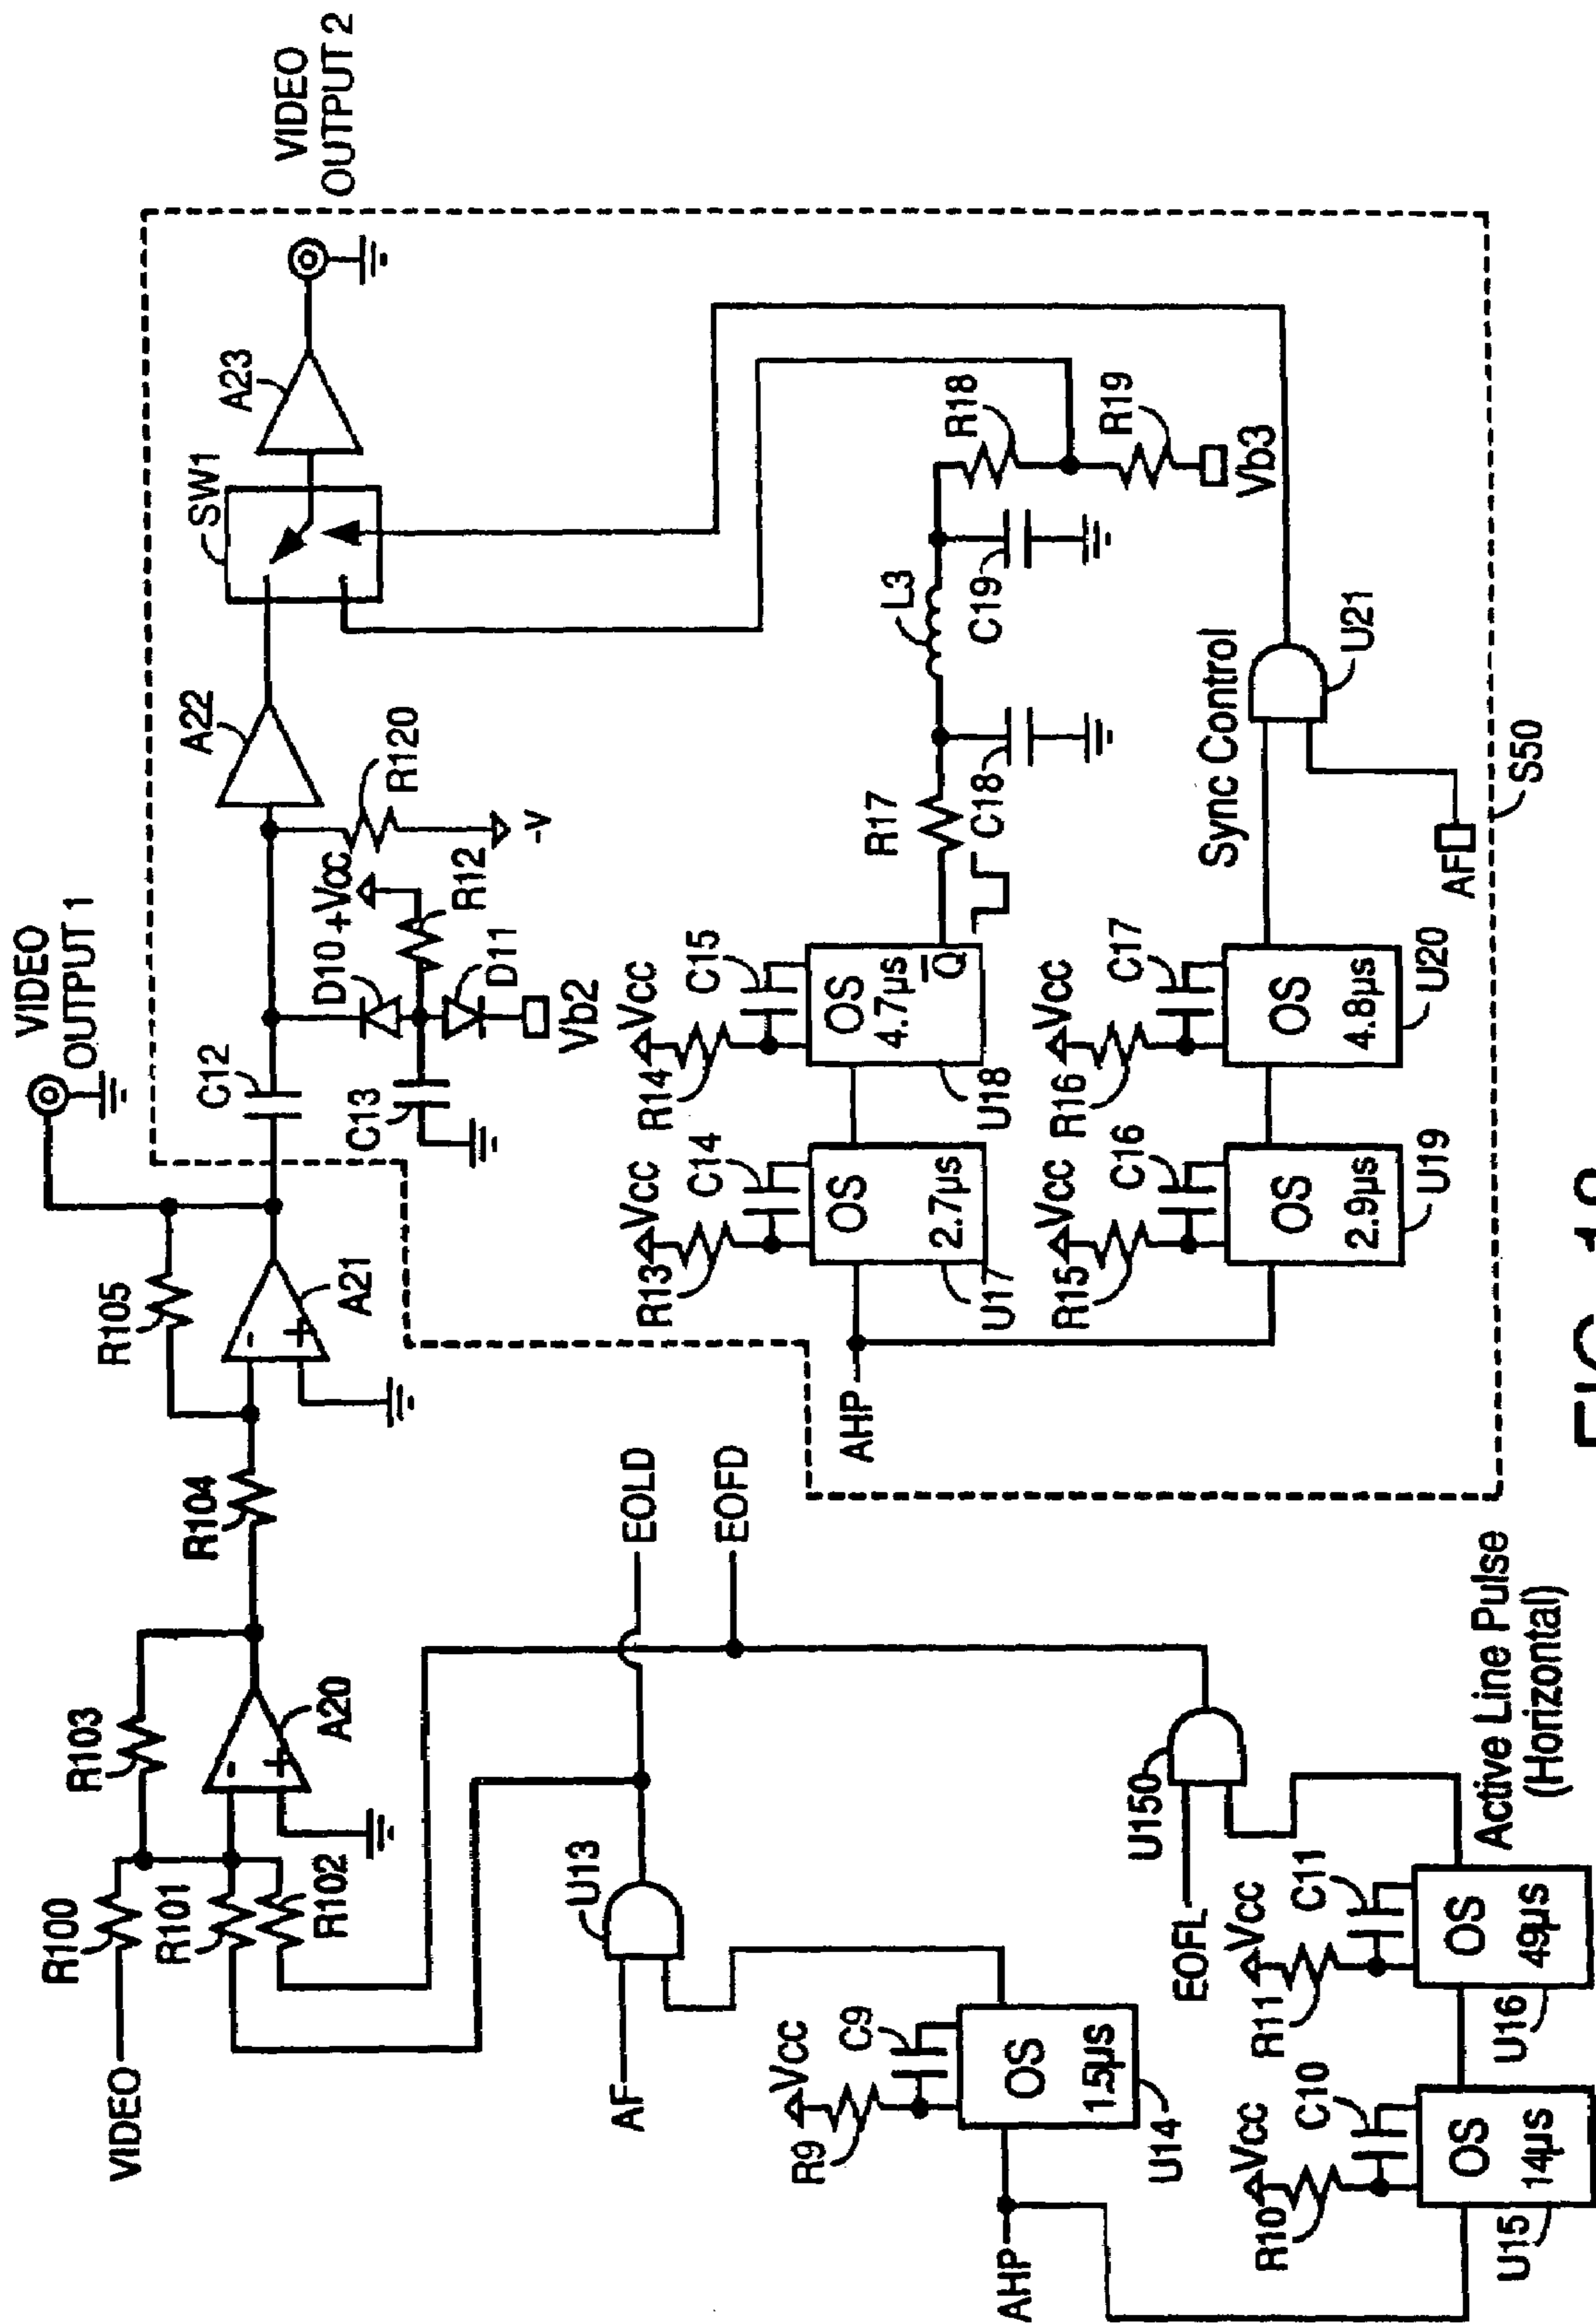 VIDEO
OUTPUT 1
VIDEO
OUTPUT 2
VIDEO
R100
R101
R102
R103
A20
R104
R105
A21
C12
D10
+Vcc
C13
D11
Vb2
R12
R120
-V
A22
SW1
A23
U13
AF
EOLD
EOFD
Vcc
R9
C9
OS
1.5µs
U14
AHP
U150
EOFL
Vcc
R10
C10
OS
14µs
U15
Vcc
R11
C11
OS
49µs
U16
Active Line Pulse
(Horizontal)
AHP
Vcc
R13
C14
OS
2.7µs
U17
Vcc
R14
C15
OS
4.7µs
Q
U18
R17
C18
L3
C19
R18
R19
Vb3
Vcc
R15
C16
OS
2.9µs
U19
Vcc
R16
C17
OS
4.8µs
U20
Sync Control
U21
AF
S50